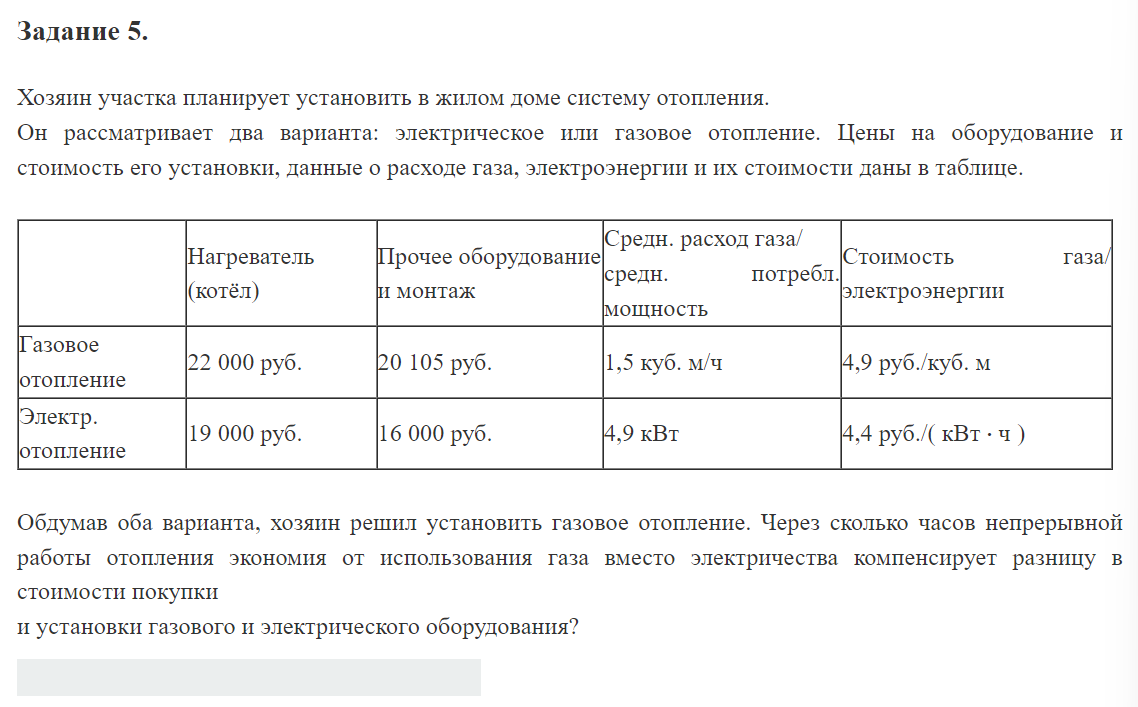 Задание 5.
Хозяин участка планирует установить в жилом доме систему отопления.
Он рассматривает два варианта: электрическое или газовое отопление. Цены на оборудование и
стоимость его установки, данные о расходе газа, электроэнергии и их стоимости даны в таблице.
Нагреватель
(котёл)
Прочее оборудование
и монтаж
Средн. расход газа/
средн. потребл.
мощность
Стоимость газа/
электроэнергии
Газовое
отопление
22 000 руб.
20 105 руб.
1,5 куб. м/ч
4,9 руб./куб. м
Электр.
отопление
19 000 руб.
16 000 руб.
4,9 кВт
4,4 руб./( кВт · ч )
Обдумав оба варианта, хозяин решил установить газовое отопление. Через сколько часов непрерывной
работы отопления экономия от использования газа вместо электричества компенсирует разницу в
стоимости покупки
и установки газового и электрического оборудования?